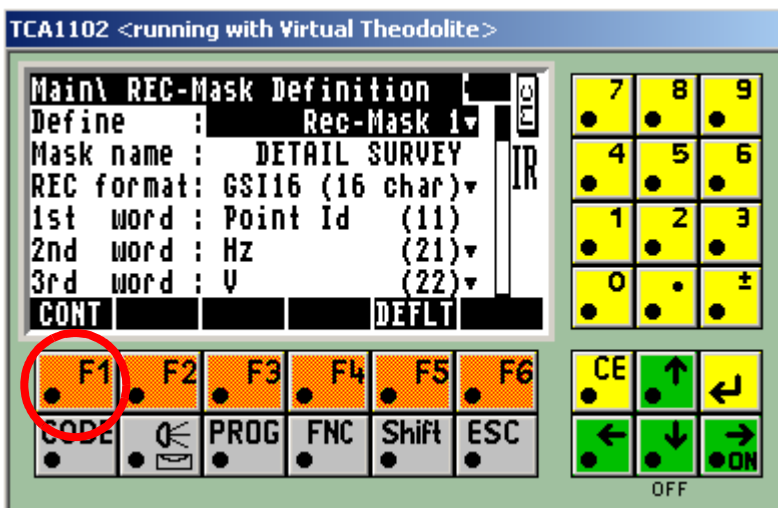 TCA1102 <running with Virtual Theodolite>
Main\ REC-Mask Definition
Define : Rec-Mask 1
Mask name : DETAIL SURVEY
REC format: GSI16 (16 char)
1st word : Point Id (11)
2nd word : Hz (21)
3rd word : V (22)
CONT DEFLT
IR
7 8 9
4 5 6
1 2 3
0 . ±
F1 F2 F3 F4 F5 F6
CODE PROG FNC Shift ESC
CE
ON
OFF